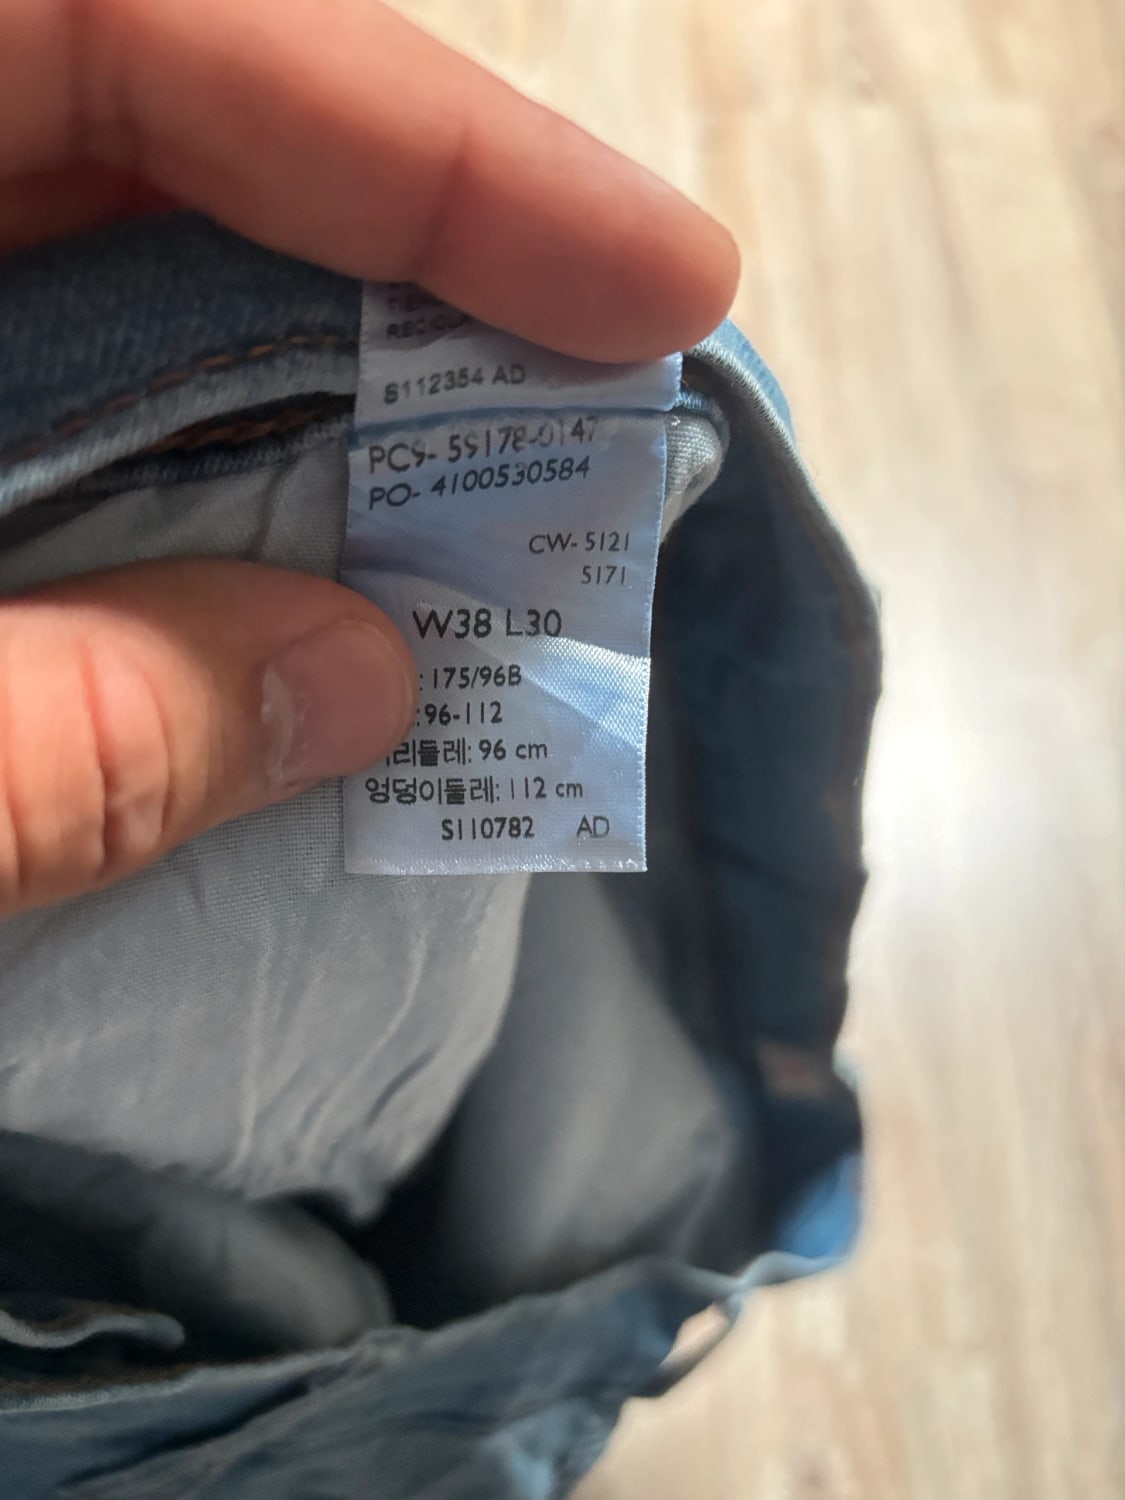 S112354 AD
PC9- 59178-0147
PO- 4100530584
CW- 5121
5171
W38 L30
: 175/96B
: 96-112
리둘레: 96 cm
엉덩이둘레: 112 cm
S110782 AD